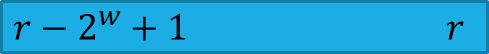 r − 2^w + 1 r